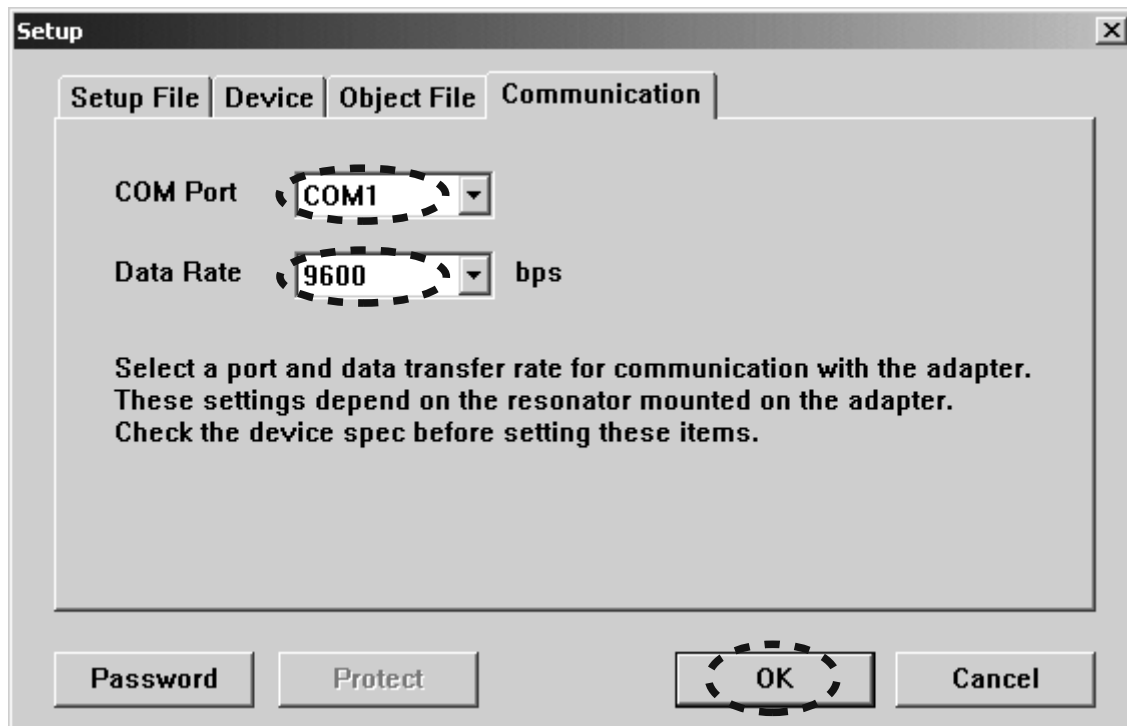 Setup
Setup File Device Object File Communication
COM Port COM1
Data Rate 9600 bps
Select a port and data transfer rate for communication with the adapter.
These settings depend on the resonator mounted on the adapter.
Check the device spec before setting these items.
Password Protect OK Cancel